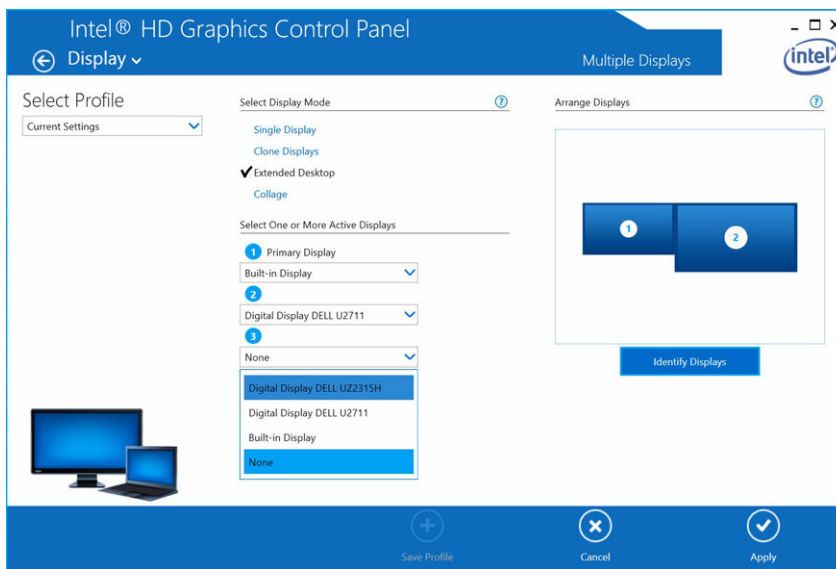 Intel® HD Graphics Control Panel
Display
Multiple Displays
intel
Select Profile
Current Settings
Select Display Mode
?
Single Display
Clone Displays
Extended Desktop
Collage
Select One or More Active Displays
1 Primary Display
Built-in Display
2
Digital Display DELL U2711
3
None
Digital Display DELL UZ2315H
Digital Display DELL U2711
Built-in Display
None
Arrange Displays
?
1
2
Identify Displays
Save Profile
Cancel
Apply